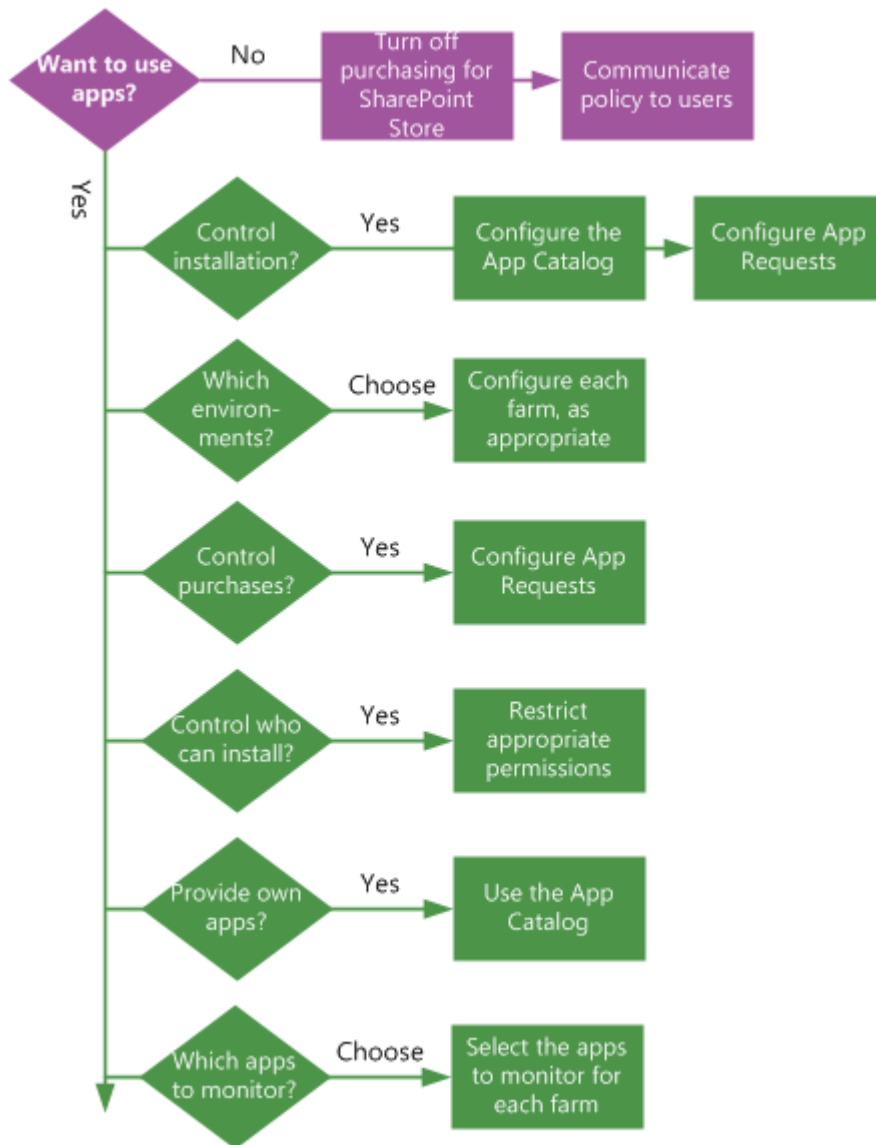 Want to use
apps?
No
Turn off
purchasing for
SharePoint
Store
Communicate
policy to users
Yes
Control
installation?
Yes
Configure the
App Catalog
Configure App
Requests
Which
environ-
ments?
Choose
Configure each
farm, as
appropriate
Control
purchases?
Yes
Configure App
Requests
Control who
can install?
Yes
Restrict
appropriate
permissions
Provide own
apps?
Yes
Use the App
Catalog
Which apps
to monitor?
Choose
Select the apps
to monitor for
each farm